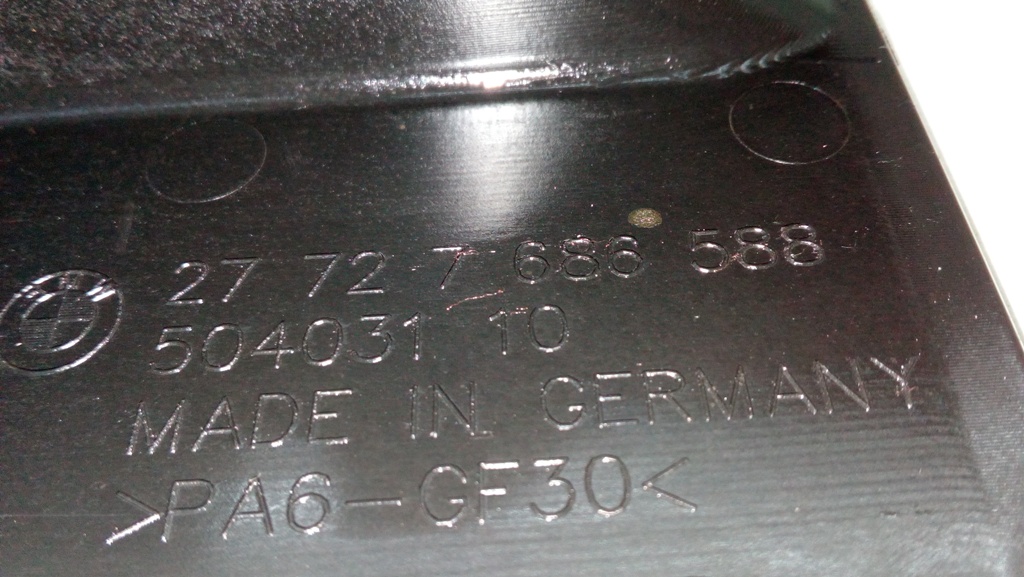 27 72 7 686 588
504031 10
MADE IN GERMANY
>PA6-GF30<